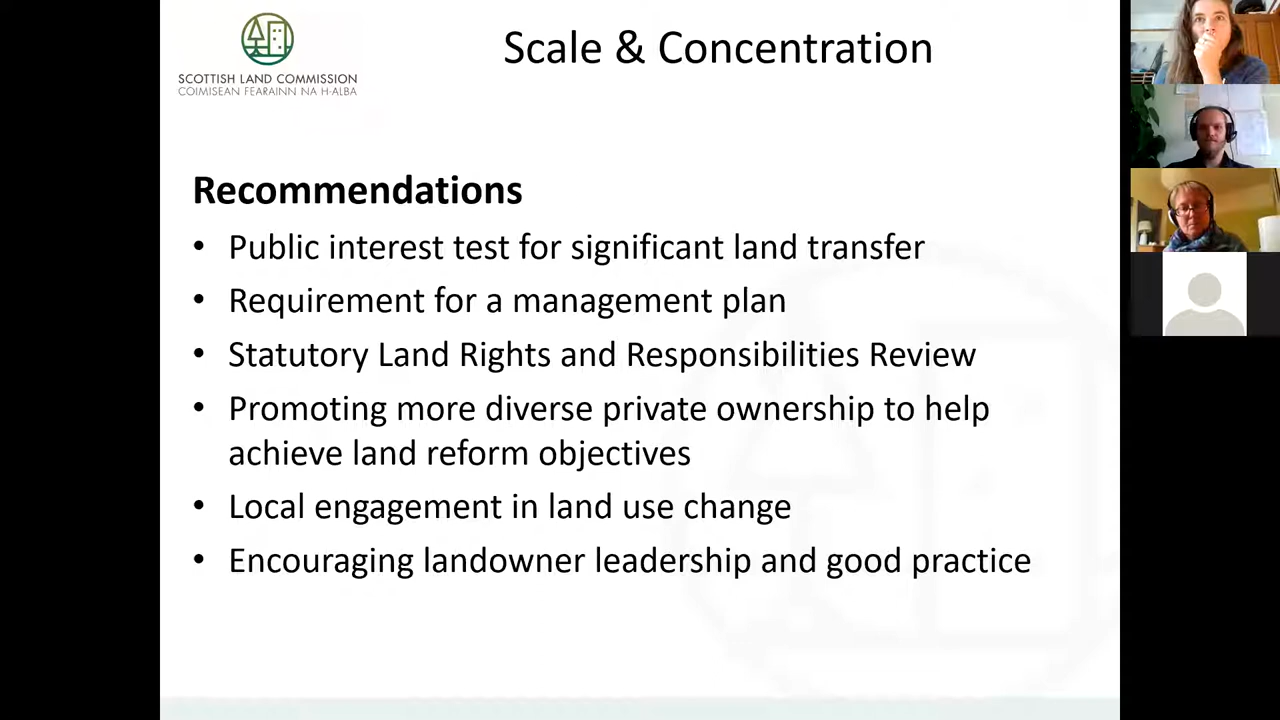 SCOTTISH LAND COMMISSION
COIMISEAN FEARAINN NA H-ALBA
Scale & Concentration
Recommendations
• Public interest test for significant land transfer
• Requirement for a management plan
• Statutory Land Rights and Responsibilities Review
• Promoting more diverse private ownership to help
achieve land reform objectives
• Local engagement in land use change
• Encouraging landowner leadership and good practice